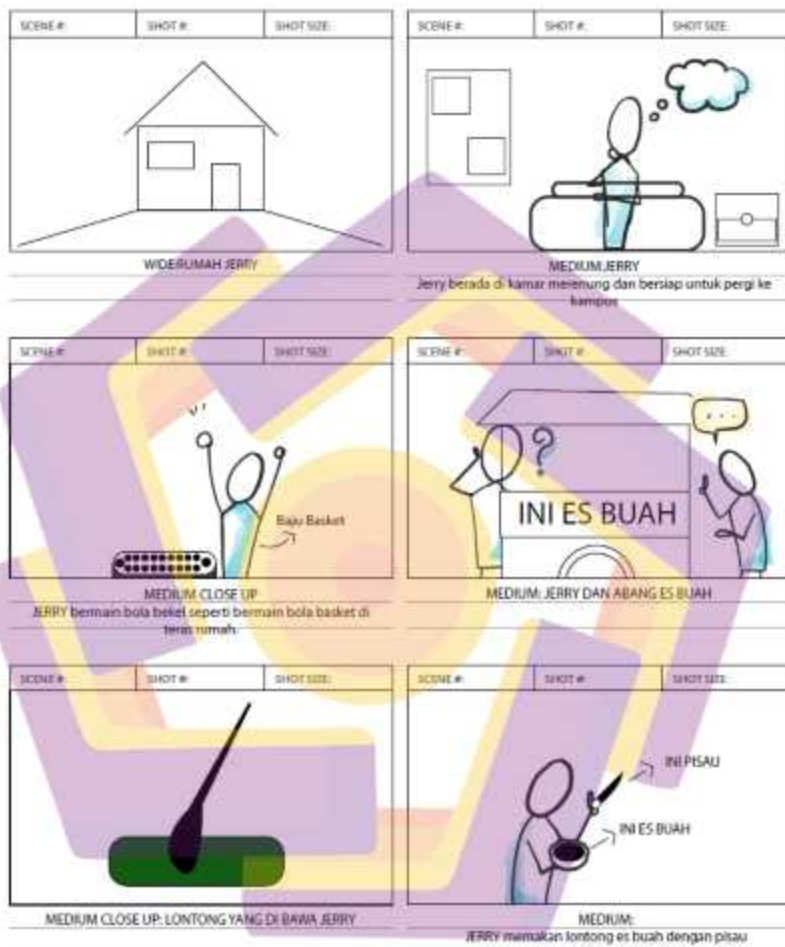 SCENE #: SHOT #: SHOT SIZE:
SCENE #: SHOT #: SHOT SIZE:
WIDE:RUMAH JERRY
MEDIUM:JERRY
Jerry berada di kamar merenung dan bersiap untuk pergi ke
kampus
SCENE #: SHOT #: SHOT SIZE:
SCENE #: SHOT #: SHOT SIZE:
Baju Basket
?
...
INI ES BUAH
MEDIUM CLOSE UP
JERRY bermain bola bekel seperti bermain bola basket di
teras rumah.
MEDIUM: JERRY DAN ABANG ES BUAH
SCENE #: SHOT #: SHOT SIZE:
SCENE #: SHOT #: SHOT SIZE:
INI PISAU
INI ES BUAH
MEDIUM CLOSE UP: LONTONG YANG DI BAWA JERRY
MEDIUM:
JERRY memakan lontong es buah dengan pisau